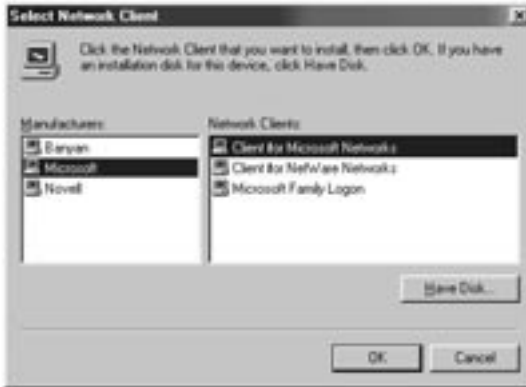 Select Network Client
Click the Network Client that you want to install, then click OK. If you have
an installation disk for this device, click Have Disk.
Manufacturers:
Network Clients:
Banyan
Microsoft
Novell
Client for Microsoft Networks
Client for NetWare Networks
Microsoft Family Logon
Have Disk...
OK
Cancel